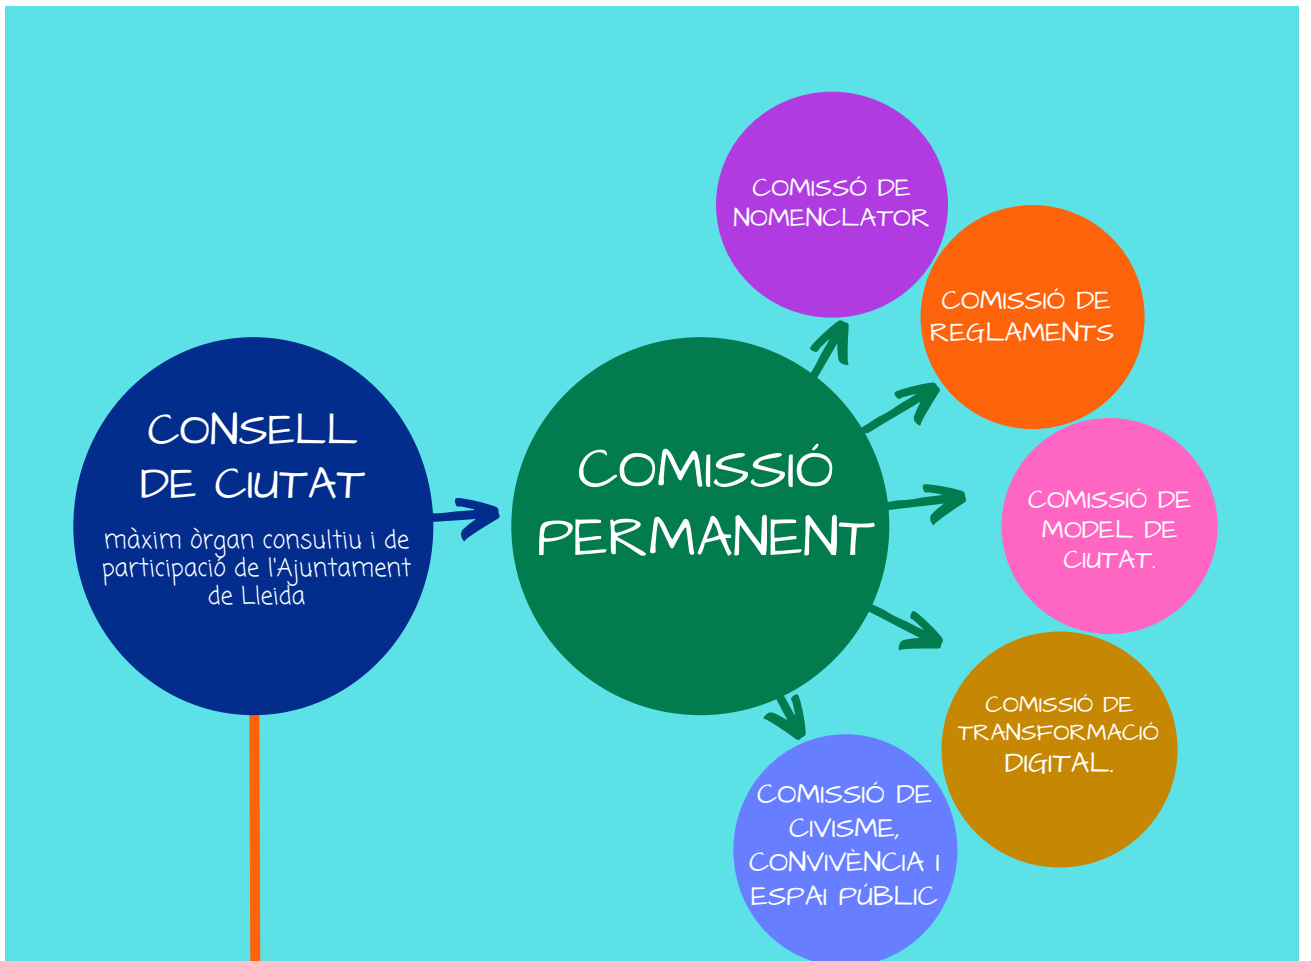 CONSELL
DE CIUTAT
màxim òrgan consultiu i de
participació de l'Ajuntament
de Lleida
COMISSIÓ
PERMANENT
COMISSÓ DE
NOMENCLATOR
COMISSIÓ DE
REGLAMENTS
COMISSIÓ DE
MODEL DE
CIUTAT.
COMISSIÓ DE
TRANSFORMACIÓ
DIGITAL.
COMISSIÓ DE
CIVISME,
CONVIVÈNCIA I
ESPAI PÚBLIC